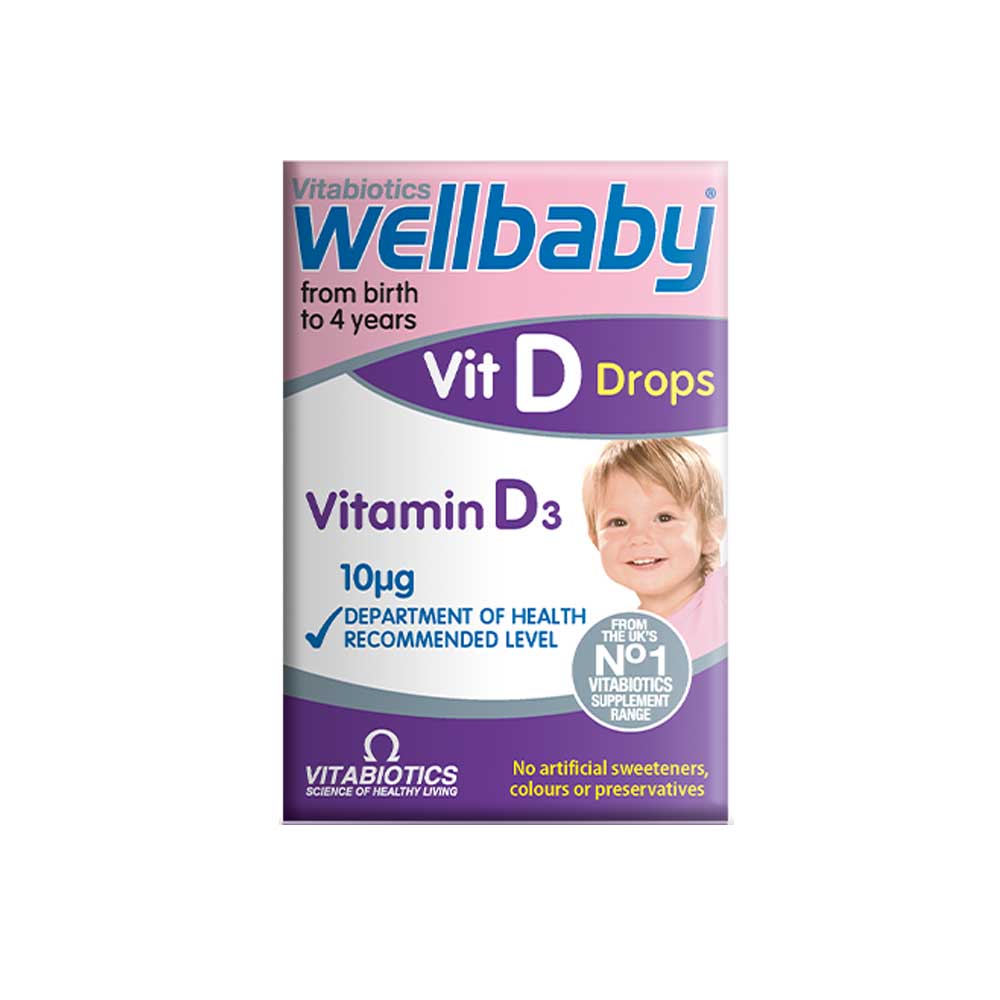 Vitabiotics
wellbaby®
from birth
to 4 years
Vit D Drops
Vitamin D3
10µg
✓ DEPARTMENT OF HEALTH
RECOMMENDED LEVEL
FROM
THE UK'S
Nº1
VITABIOTICS
SUPPLEMENT
RANGE
VITABIOTICS
SCIENCE OF HEALTHY LIVING
No artificial sweeteners,
colours or preservatives